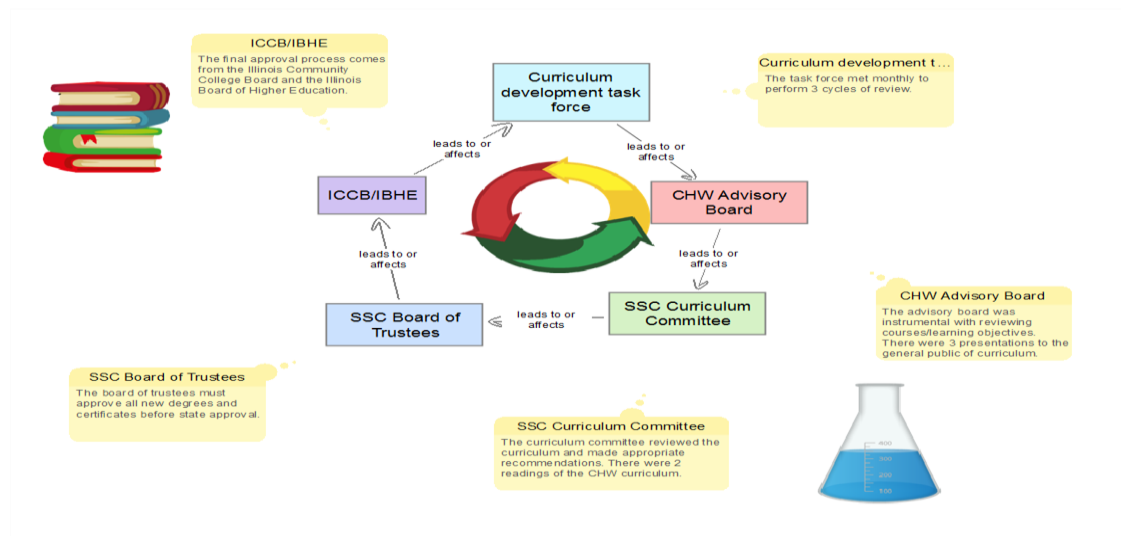 ICCB/IBHE
The final approval process comes
from the Illinois Community
College Board and the Illinois
Board of Higher Education.
Curriculum
development task
force
Curriculum development t...
The task force met monthly to
perform 3 cycles of review.
leads to or
affects
leads to or
affects
ICCB/IBHE
CHW Advisory
Board
leads to or
affects
leads to or
affects
SSC Board of
Trustees
leads to or
affects
SSC Curriculum
Committee
CHW Advisory Board
The advisory board was
instrumental with reviewing
courses/learning objectives.
There were 3 presentations to the
general public of curriculum.
SSC Board of Trustees
The board of trustees must
approve all new degrees and
certificates before state approval.
SSC Curriculum Committee
The curriculum committee reviewed the
curriculum and made appropriate
recommendations. There were 2
readings of the CHW curriculum.
400
300
200
100